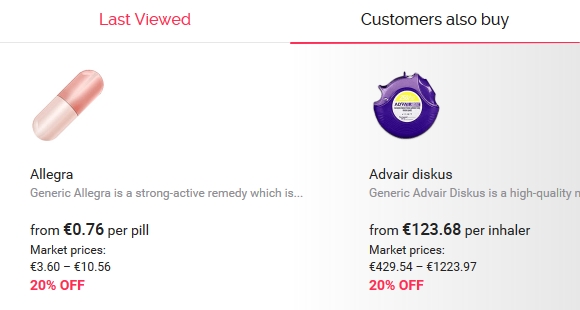 Last Viewed
Customers also buy
Allegra
Generic Allegra is a strong-active remedy which is...
from €0.76 per pill
Market prices:
€3.60 – €10.56
20% OFF
ADVAIR
Advair diskus
Generic Advair Diskus is a high-quality
from €123.68 per inhaler
Market prices:
€429.54 – €1223.97
20% OFF